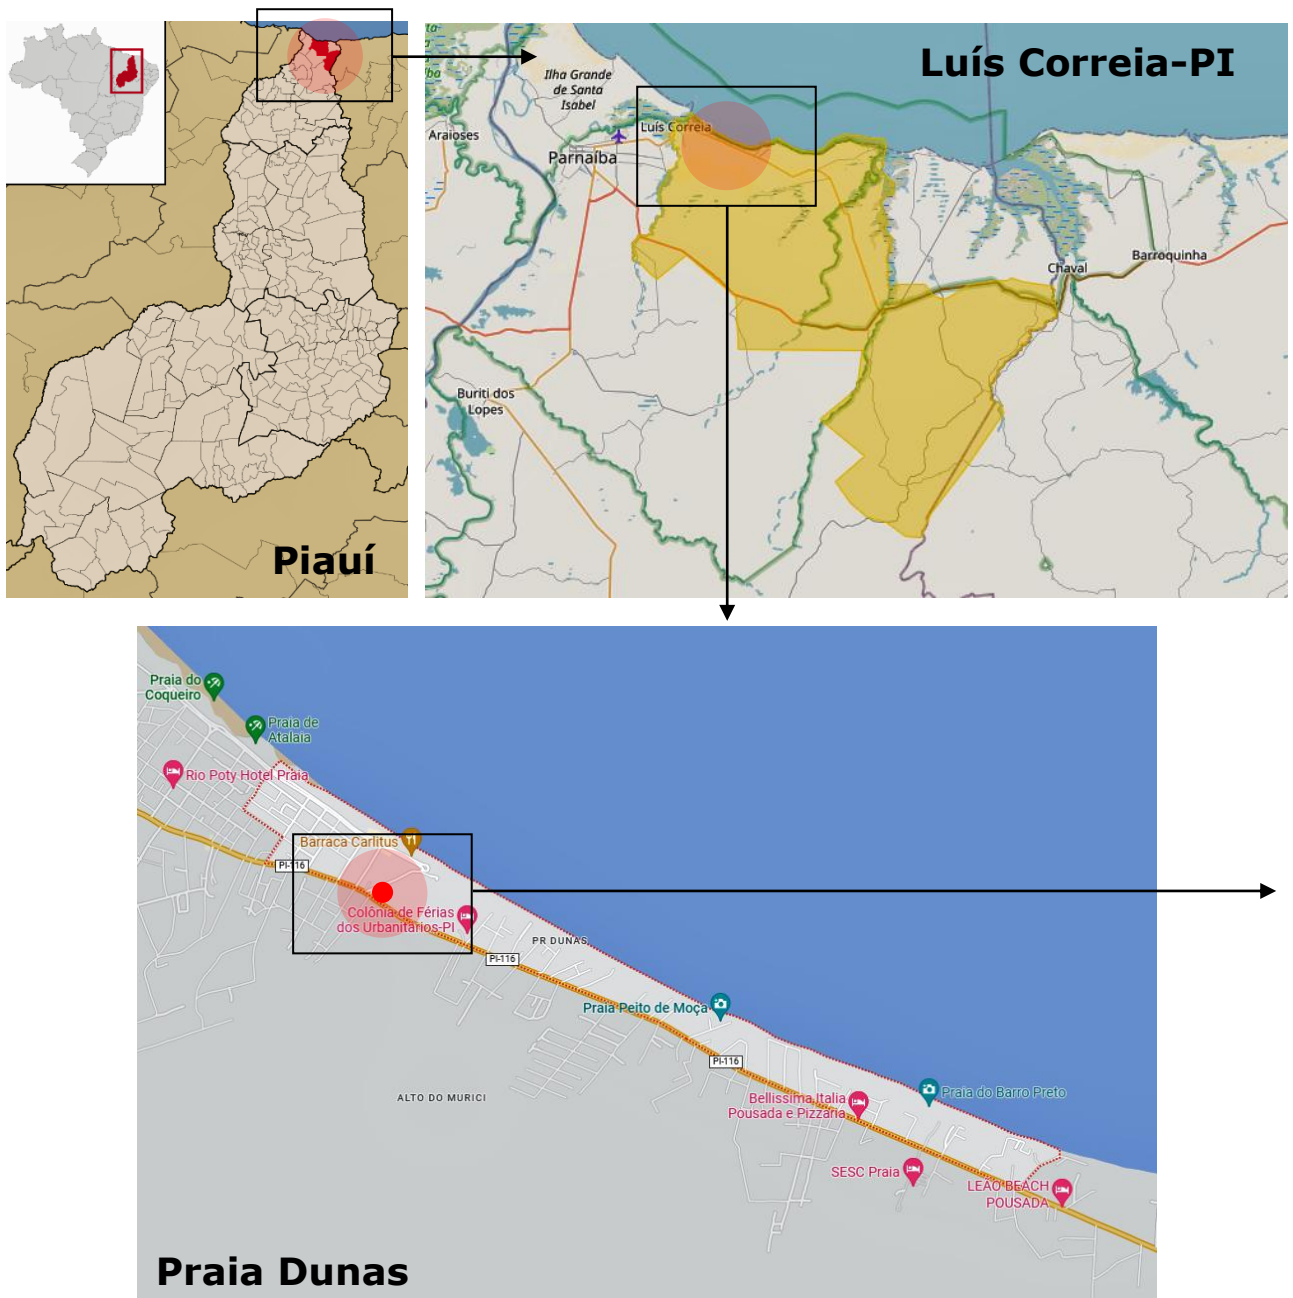 Piauí
Luís Correia-PI
Ilha Grande
de Santa
Isabel
Araioses
Luís Correia
Parnaíba
Barroquinha
Chaval
Buriti dos
Lopes
Praia do
Coqueiro
Praia de
Atalaia
Rio Poty Hotel Praia
Barraca Carlitus
PI-116
Colônia de Férias
dos Urbanitários-PI
PR DUNAS
PI-116
Praia Peito de Moça
PI-116
ALTO DO MURICI
Bellissima Italia
Pousada e Pizzaria
Praia do Barro Preto
SESC Praia
LEAO BEACH
POUSADA
Praia Dunas